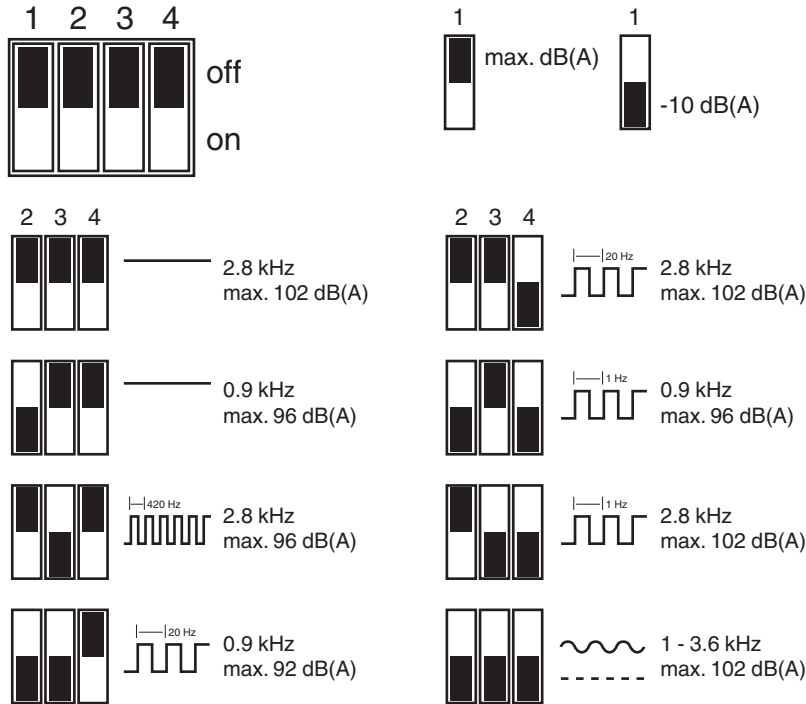 1 2 3 4
off
on
1
max. dB(A)
1
-10 dB(A)
2 3 4
2.8 kHz
max. 102 dB(A)
2 3 4
20 Hz
2.8 kHz
max. 102 dB(A)
0.9 kHz
max. 96 dB(A)
1 Hz
0.9 kHz
max. 96 dB(A)
420 Hz
2.8 kHz
max. 96 dB(A)
1 Hz
2.8 kHz
max. 102 dB(A)
20 Hz
0.9 kHz
max. 92 dB(A)
1 - 3.6 kHz
max. 102 dB(A)